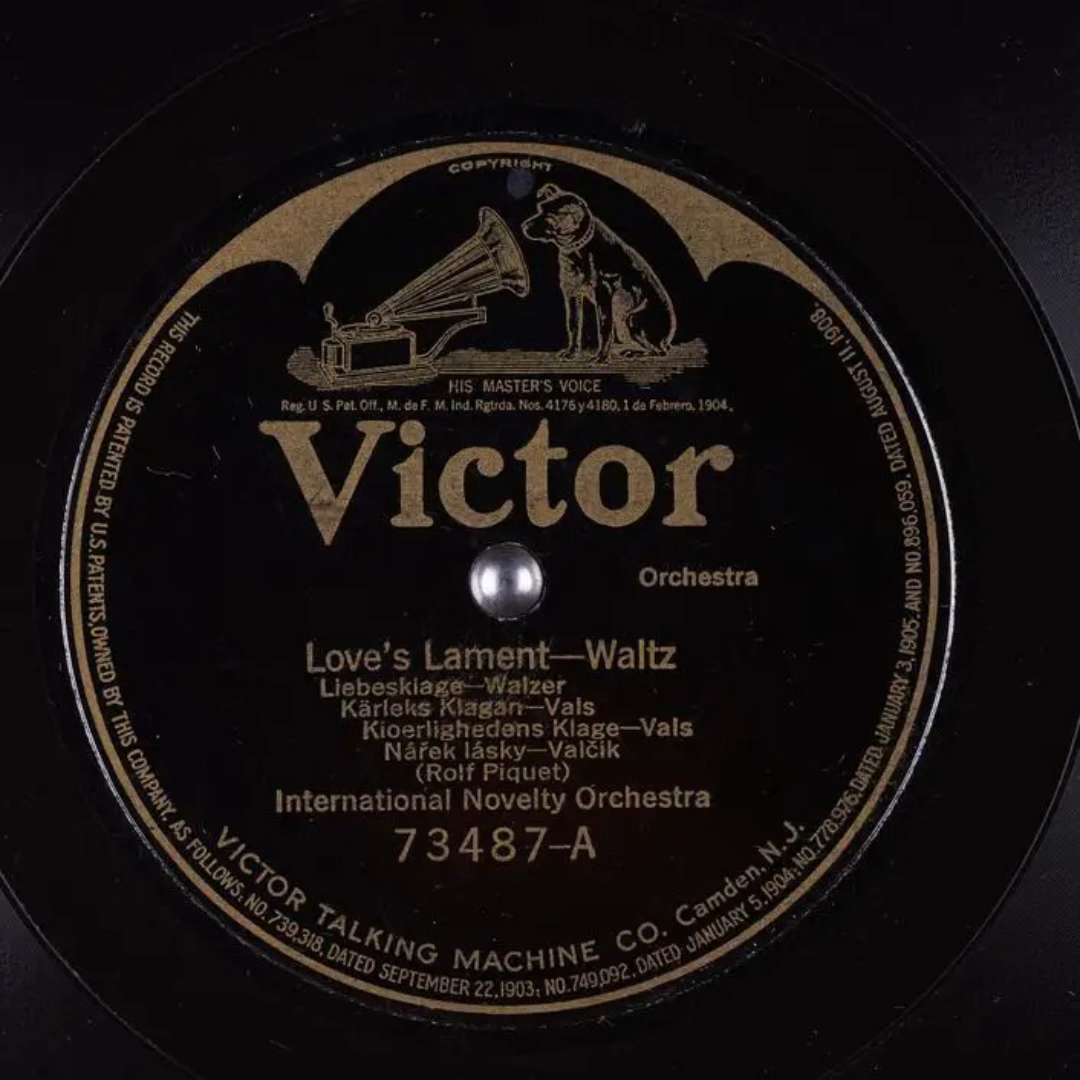 COPYRIGHT
HIS MASTER'S VOICE
Reg. U S. Pat. Off., M. de F. M. Ind. Rgtrda. Nos. 4176 y 4180, 1 de Febrero, 1904.
Victor
Orchestra
Love's Lament—Waltz
Liebesklage—Walzer
Kärleks Klagan—Vals
Kioerlighedens Klage—Vals
Nářek lásky—Valčík
(Rolf Piquet)
International Novelty Orchestra
73487-A
VICTOR TALKING MACHINE CO. Camden, N.J.
THIS RECORD IS PATENTED BY U.S. PATENTS, OWNED BY THIS COMPANY, AS FOLLOWS: NO. 739,318, DATED SEPTEMBER 22, 1903; NO. 749,092, DATED JANUARY 5, 1904; NO. 778,976, DATED JANUARY 3, 1905, AND NO. 896,059, DATED AUGUST 11, 1908.